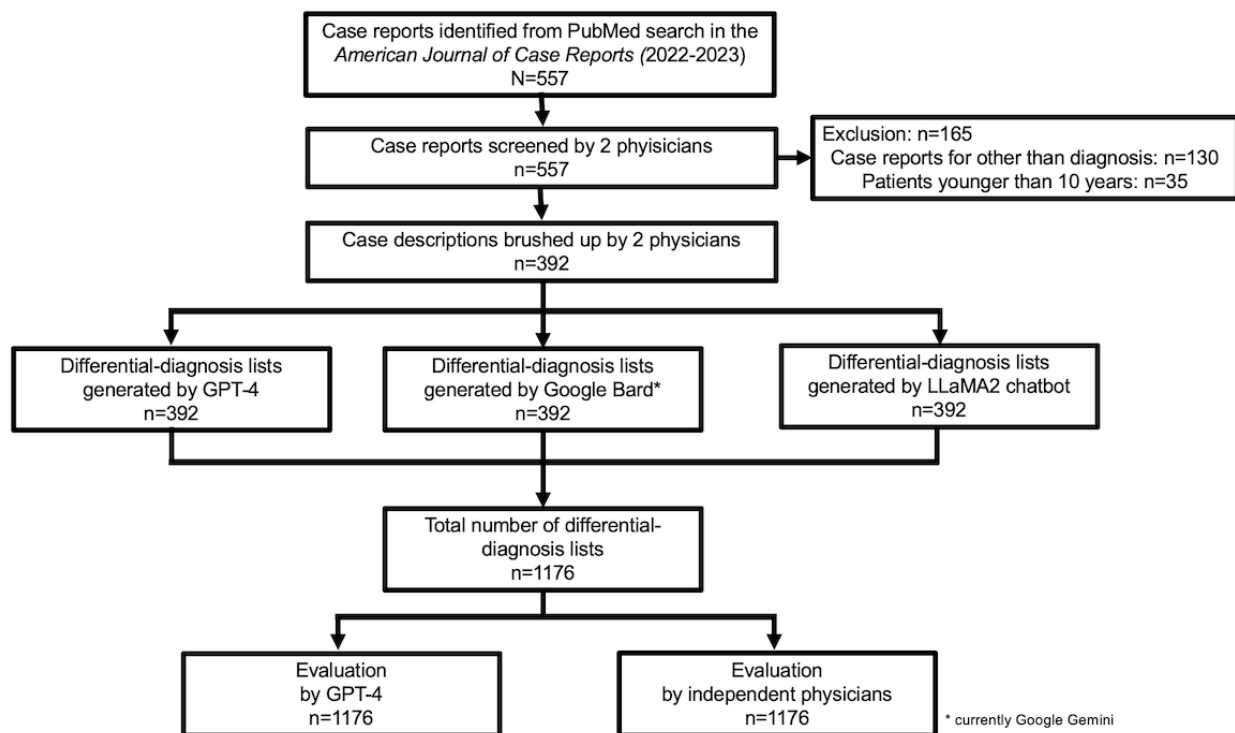 Case reports identified from PubMed search in the
American Journal of Case Reports (2022-2023)
N=557
Case reports screened by 2 phyisicians
n=557
Exclusion: n=165
Case reports for other than diagnosis: n=130
Patients younger than 10 years: n=35
Case descriptions brushed up by 2 physicians
n=392
Differential-diagnosis lists
generated by GPT-4
n=392
Differential-diagnosis lists
generated by Google Bard*
n=392
Differential-diagnosis lists
generated by LLaMA2 chatbot
n=392
Total number of differential-
diagnosis lists
n=1176
Evaluation
by GPT-4
n=1176
Evaluation
by independent physicians
n=1176
* currently Google Gemini